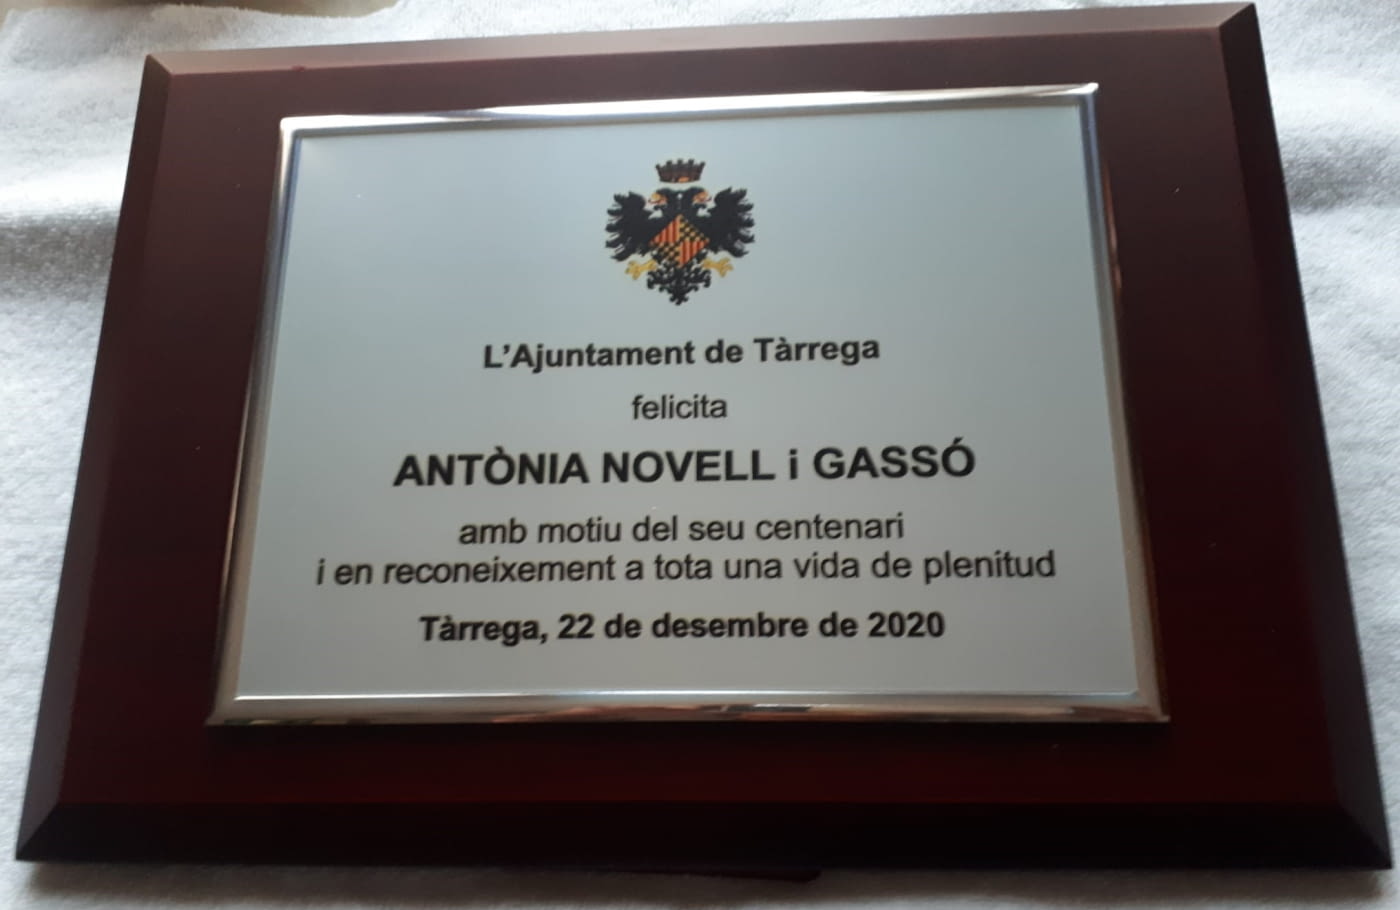 L'Ajuntament de Tàrrega
felicita
ANTÒNIA NOVELL i GASSÓ
amb motiu del seu centenari
i en reconeixement a tota una vida de plenitud
Tàrrega, 22 de desembre de 2020